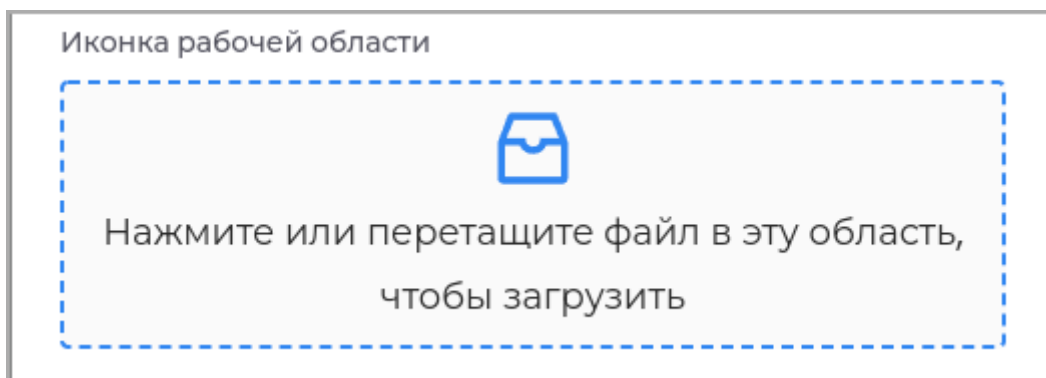 Иконка рабочей области
Нажмите или перетащите файл в эту область,
чтобы загрузить